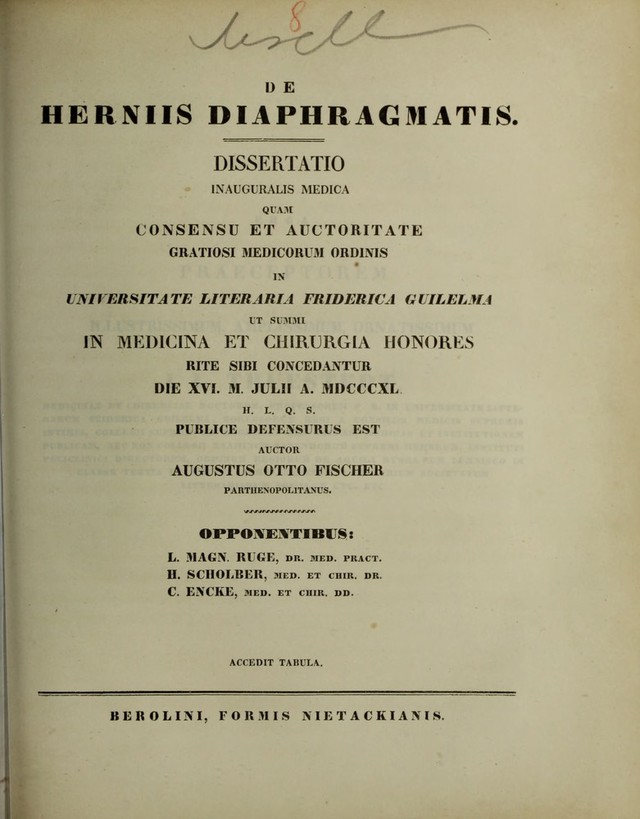 8
DE
HERNIIS DIAPHRAGMATIS.
DISSERTATIO
INAUGURALIS MEDICA
QUAM
CONSENSU ET AUCTORITATE
GRATIOSI MEDICORUM ORDINIS
IN
UNIVERSITATE LITERARIA FRIDERICA GUILELMA
UT SUMMI
IN MEDICINA ET CHIRURGIA HONORES
RITE SIBI CONCEDANTUR
DIE XVI. M. JULII A. MDCCCXL
H. L. Q. S.
PUBLICE DEFENSURUS EST
AUCTOR
AUGUSTUS OTTO FISCHER
PARTHENOPOLITANUS.
OPPONENTIBUS:
L. MAGN. RUGE, DR. MED. PRACT.
H. SCHOLBER, MED. ET CHIR. DR.
C. ENCKE, MED. ET CHIR. DD.
ACCEDIT TABULA.
BEROLINI, FORMIS NIETACKIANIS.